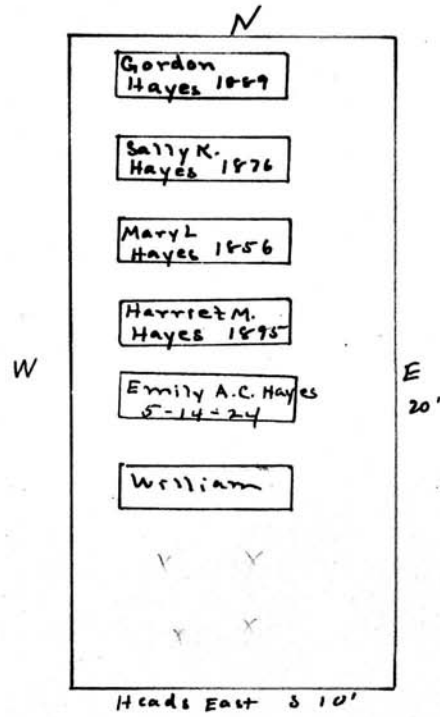 N
Gordon
Hayes 1889
Sally K.
Hayes 1876
Mary L
Hayes 1856
Harriet M.
Hayes 1895
W
E
20'
Emily A.C. Hayes
5-14-24
William
Y Y
Y X
Heads East S 10'